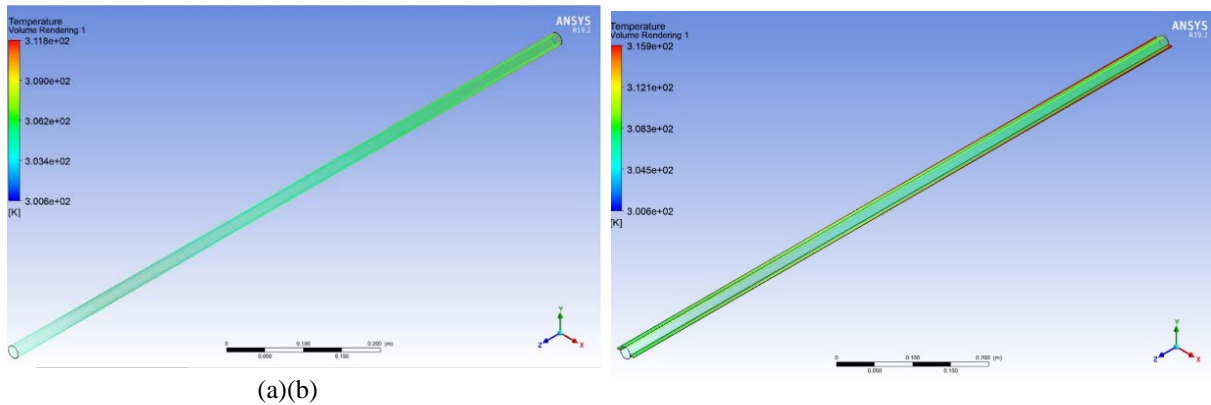 Temperature
Volume Rendering 1
3.118e+02
3.090e+02
3.062e+02
3.034e+02
3.006e+02
[K]
ANSYS
R19.2
0 0.100 0.200 (m)
0.050 0.150
Y
Z X
Temperature
Volume Rendering 1
3.159e+02
3.121e+02
3.083e+02
3.045e+02
3.006e+02
[K]
ANSYS
R19.2
0 0.100 0.200 (m)
0.050 0.150
Y
Z X
(a)(b)